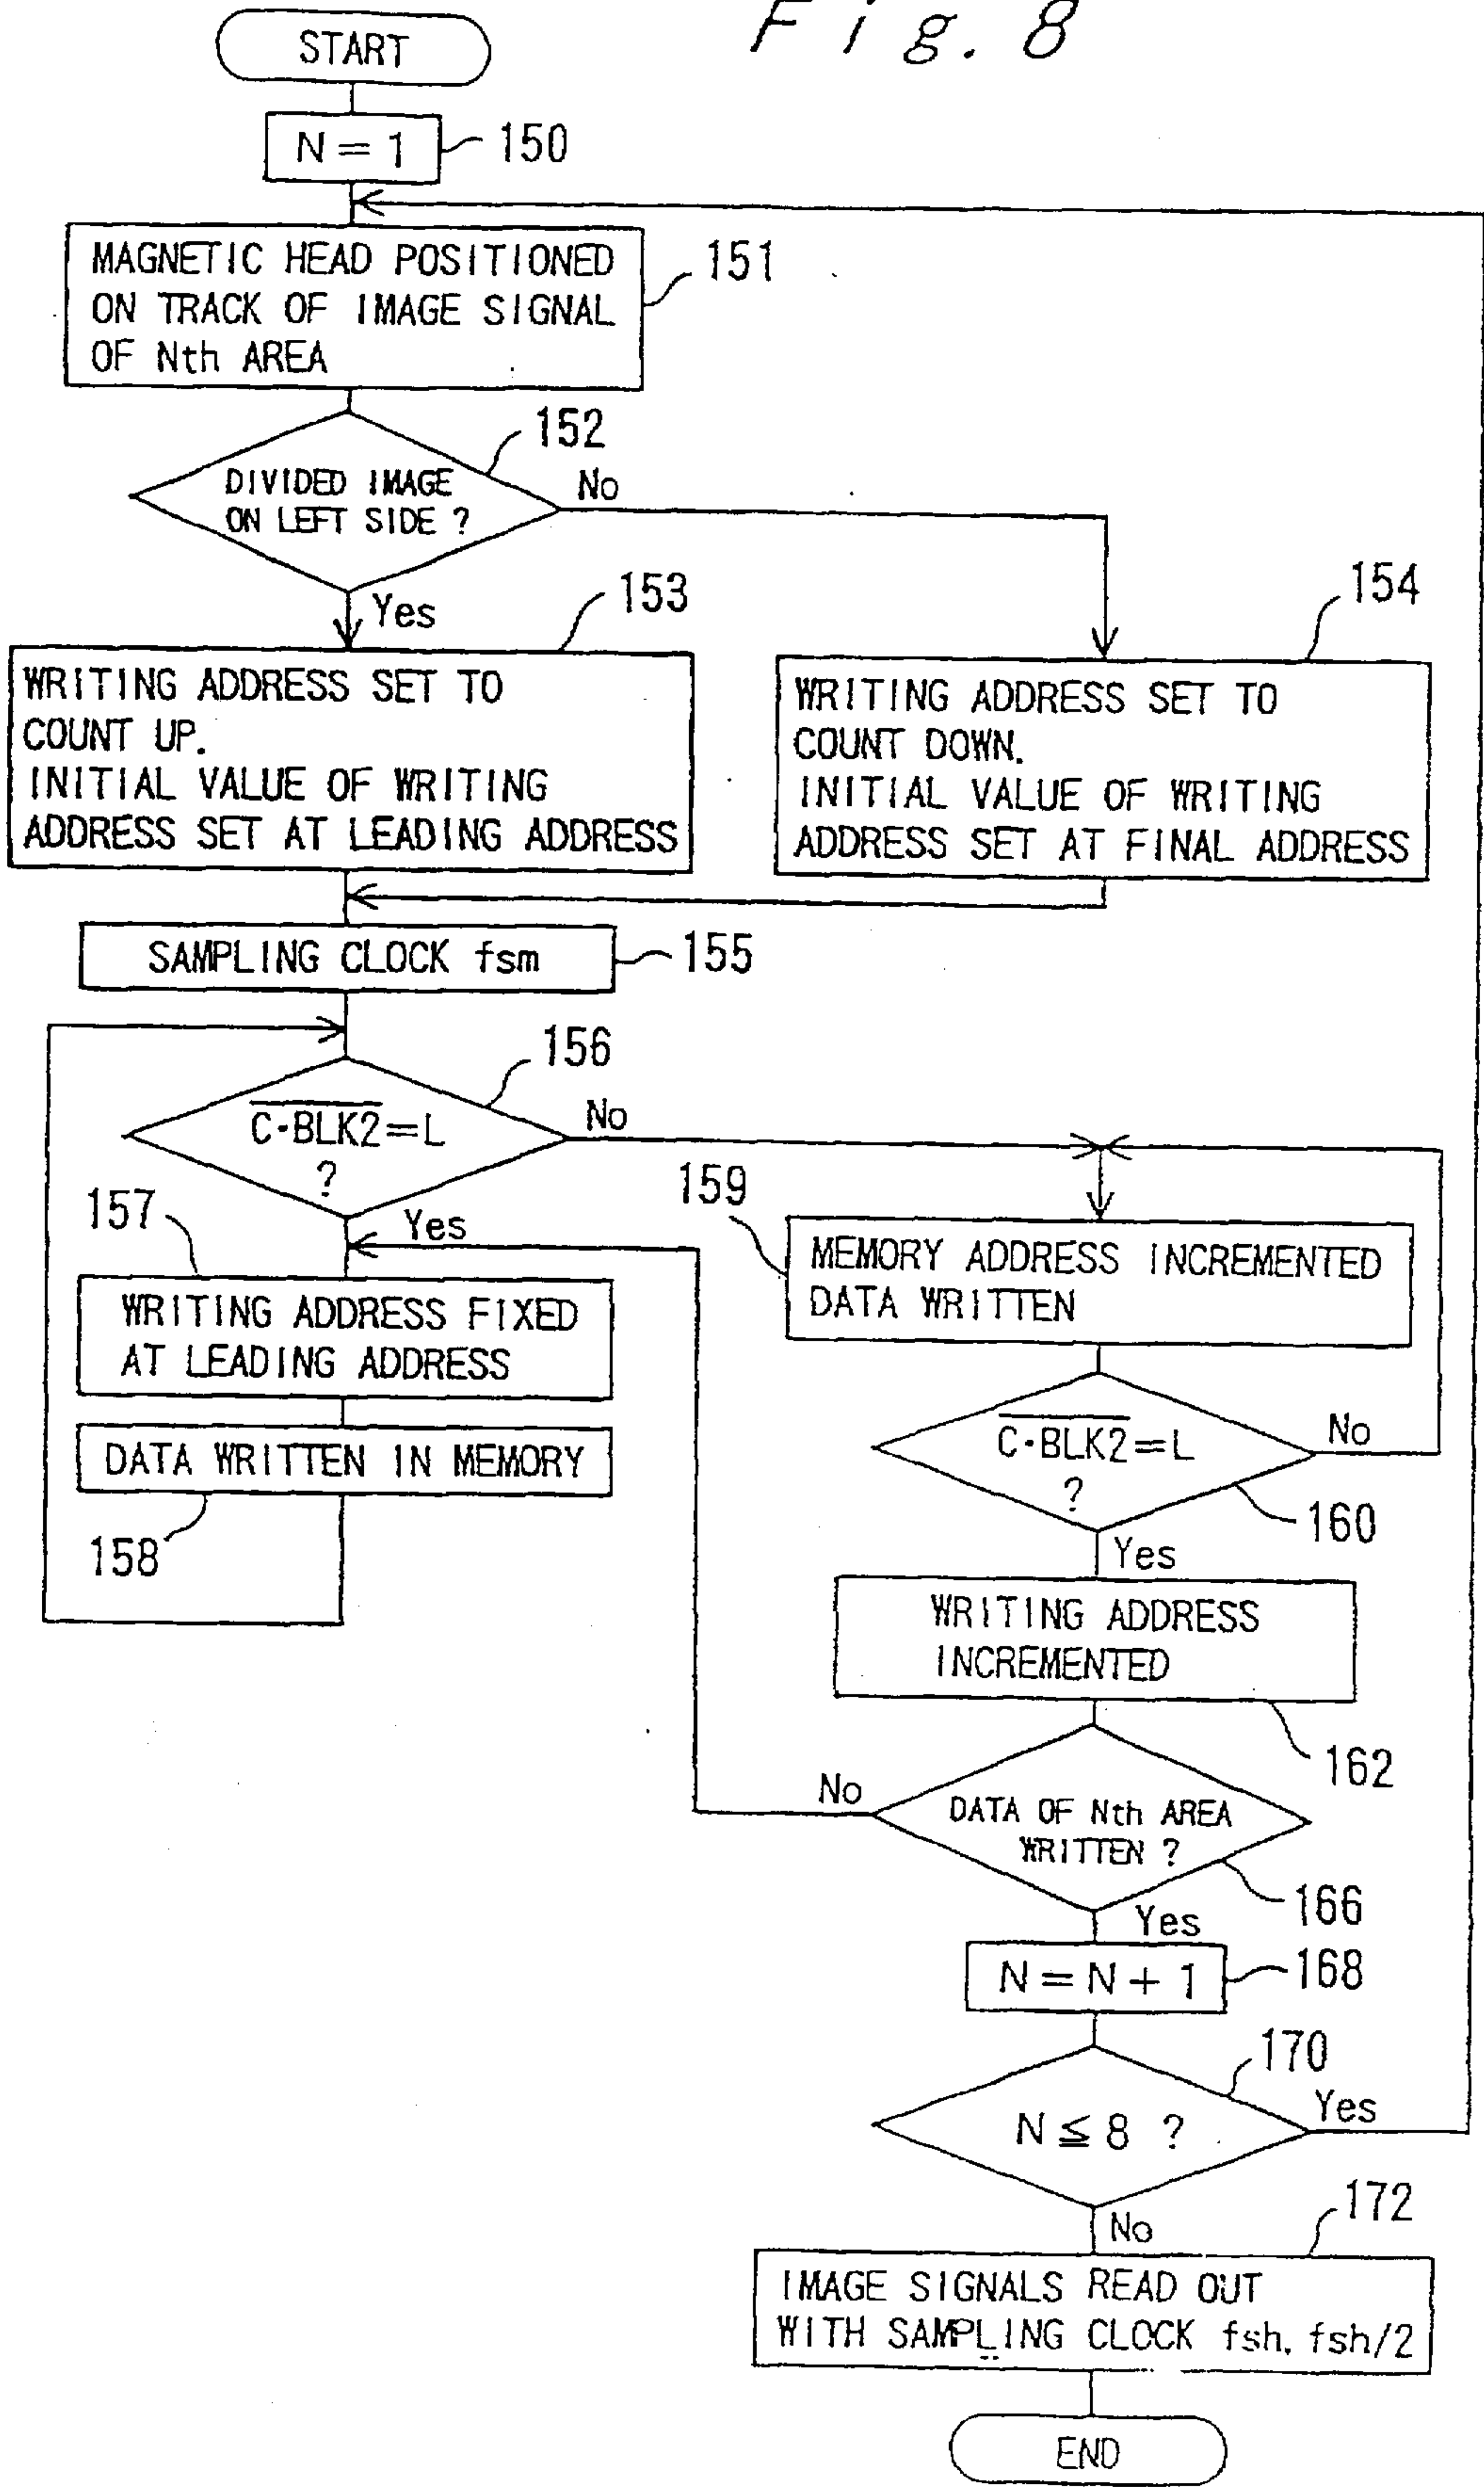 Fig. 8
START
N = 1
150
MAGNETIC HEAD POSITIONED
ON TRACK OF IMAGE SIGNAL
OF Nth AREA
151
152
DIVIDED IMAGE
ON LEFT SIDE ?
No
Yes
153
WRITING ADDRESS SET TO
COUNT UP.
INITIAL VALUE OF WRITING
ADDRESS SET AT LEADING ADDRESS
154
WRITING ADDRESS SET TO
COUNT DOWN.
INITIAL VALUE OF WRITING
ADDRESS SET AT FINAL ADDRESS
SAMPLING CLOCK fsm
155
156
C̅·̅B̅L̅K̅2̅=L
?
No
Yes
157
WRITING ADDRESS FIXED
AT LEADING ADDRESS
DATA WRITTEN IN MEMORY
158
159
MEMORY ADDRESS INCREMENTED
DATA WRITTEN
C̅·̅B̅L̅K̅2̅=L
?
No
160
Yes
WRITING ADDRESS
INCREMENTED
162
No
DATA OF Nth AREA
WRITTEN ?
166
Yes
N = N + 1
168
170
N ≦ 8 ?
Yes
No
172
IMAGE SIGNALS READ OUT
WITH SAMPLING CLOCK fsh, fsh/2
END